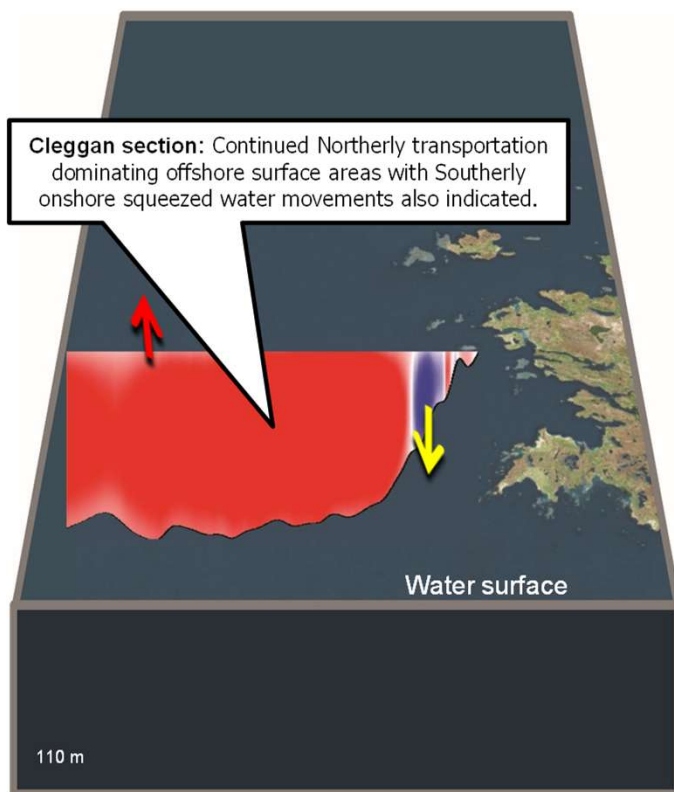 Cleggan section: Continued Northerly transportation
dominating offshore surface areas with Southerly
onshore squeezed water movements also indicated.
Water surface
110 m